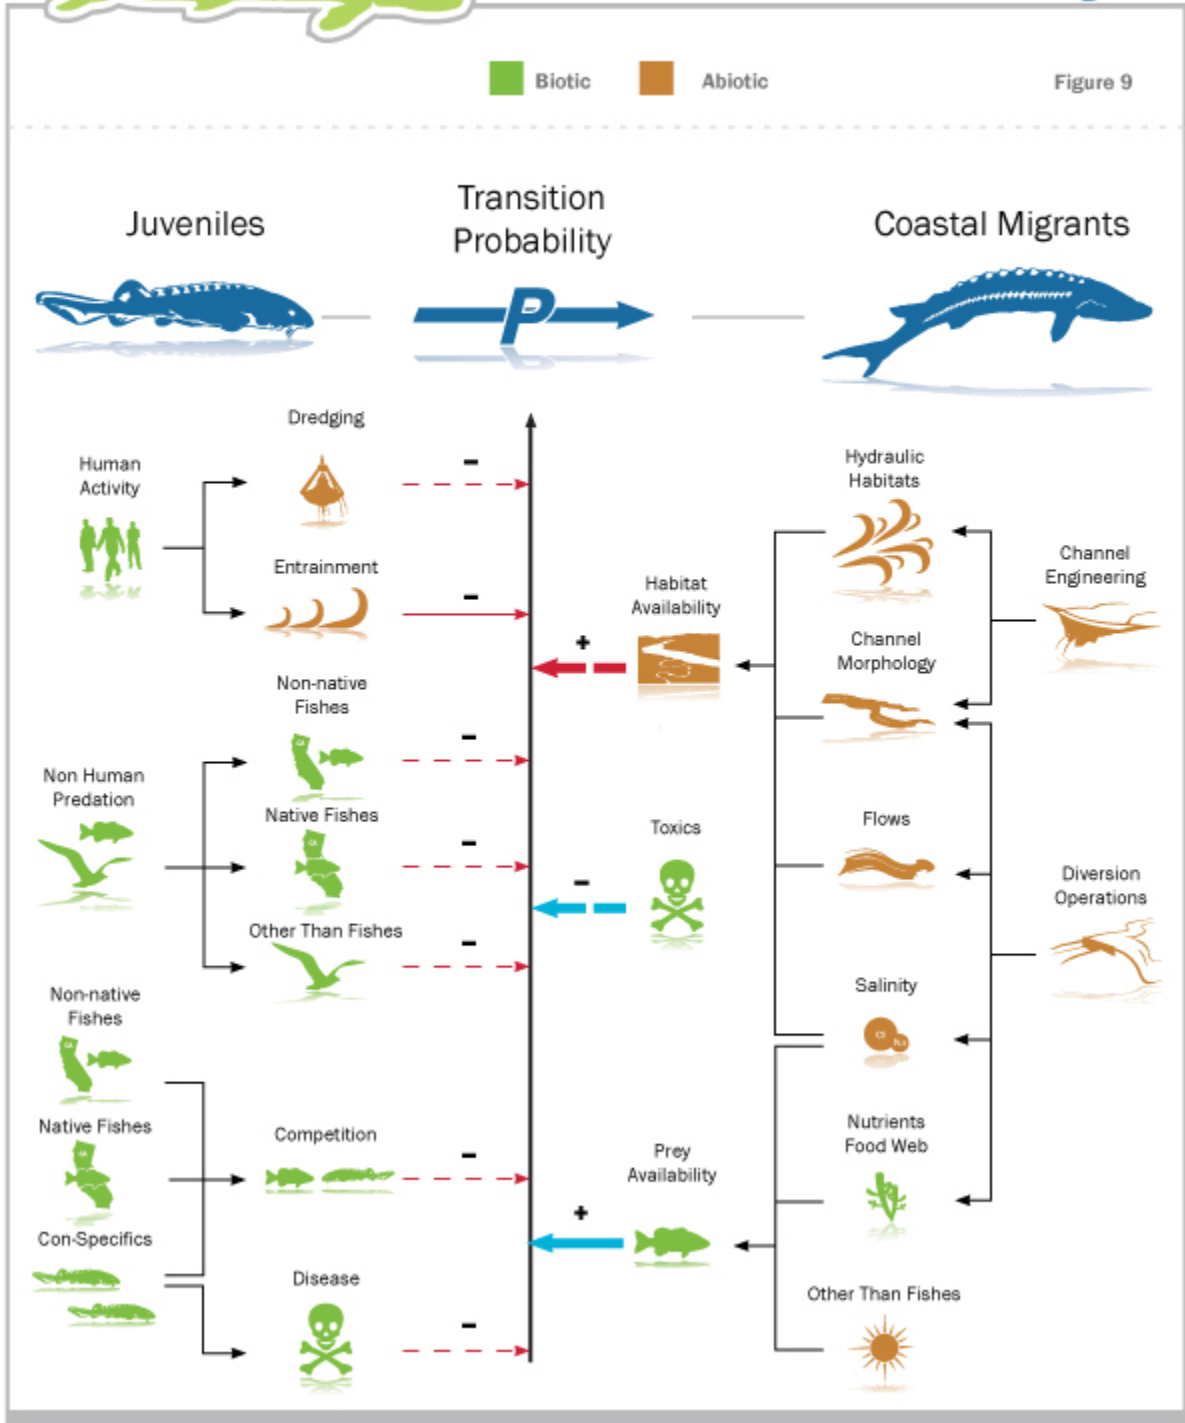 Biotic
Abiotic
Figure 9
Juveniles
Transition
Probability
Coastal Migrants
P
Dredging
Human
Activity
-
Entrainment
-
Hydraulic
Habitats
Channel
Engineering
Habitat
Availability
+
Channel
Morphology
Non-native
Fishes
-
Non Human
Predation
Native Fishes
-
Toxics
-
Flows
Diversion
Operations
Other Than Fishes
-
Non-native
Fishes
Salinity
Cl
Na
Native Fishes
Competition
-
Nutrients
Food Web
Prey
Availability
+
Con-Specifics
Disease
-
Other Than Fishes